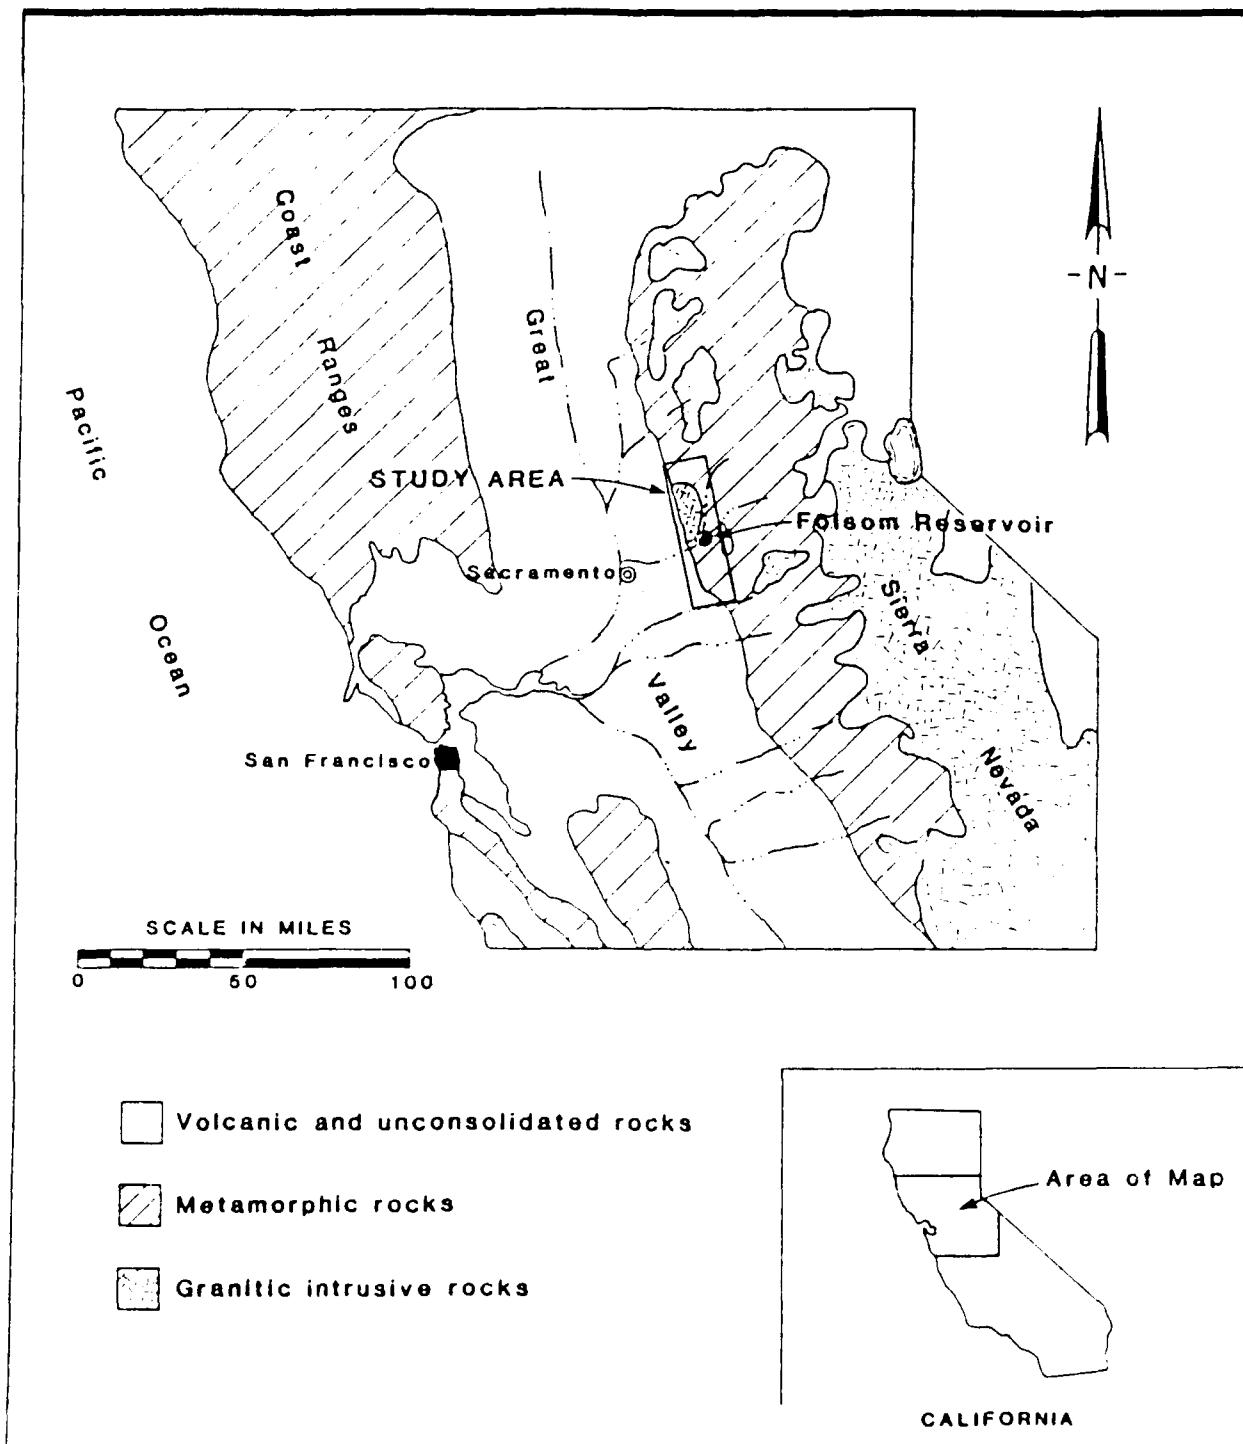 Coast
Ranges
Great
Valley
Pacific
Ocean
-N-
STUDY AREA
Folsom Reservoir
Sacramento
Sierra
Nevada
San Francisco
SCALE IN MILES
0 50 100
Volcanic and unconsolidated rocks
Metamorphic rocks
Granitic intrusive rocks
Area of Map
CALIFORNIA